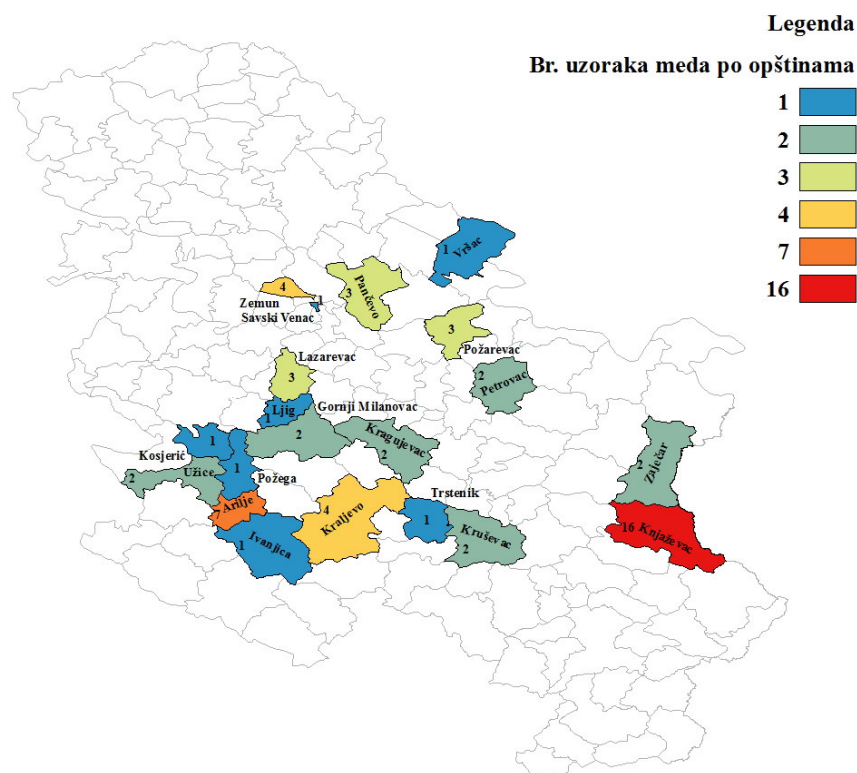 Legenda
Br. uzoraka meda po opštinama
1
2
3
4
7
16
1 Vršac
Pančevo
3
4
1
Zemun
Savski Venac
3
Požarevac
2
Petrovac
Lazarevac
3
Ljig
1
Gornji Milanovac
2
Kragujevac
2
Kosjerić
1
Užice
2
1
Požega
Arilje
7
Ivanjica
1
4
Kraljevo
Trstenik
1
Kruševac
2
Zaječar
2
16 Knjaževac